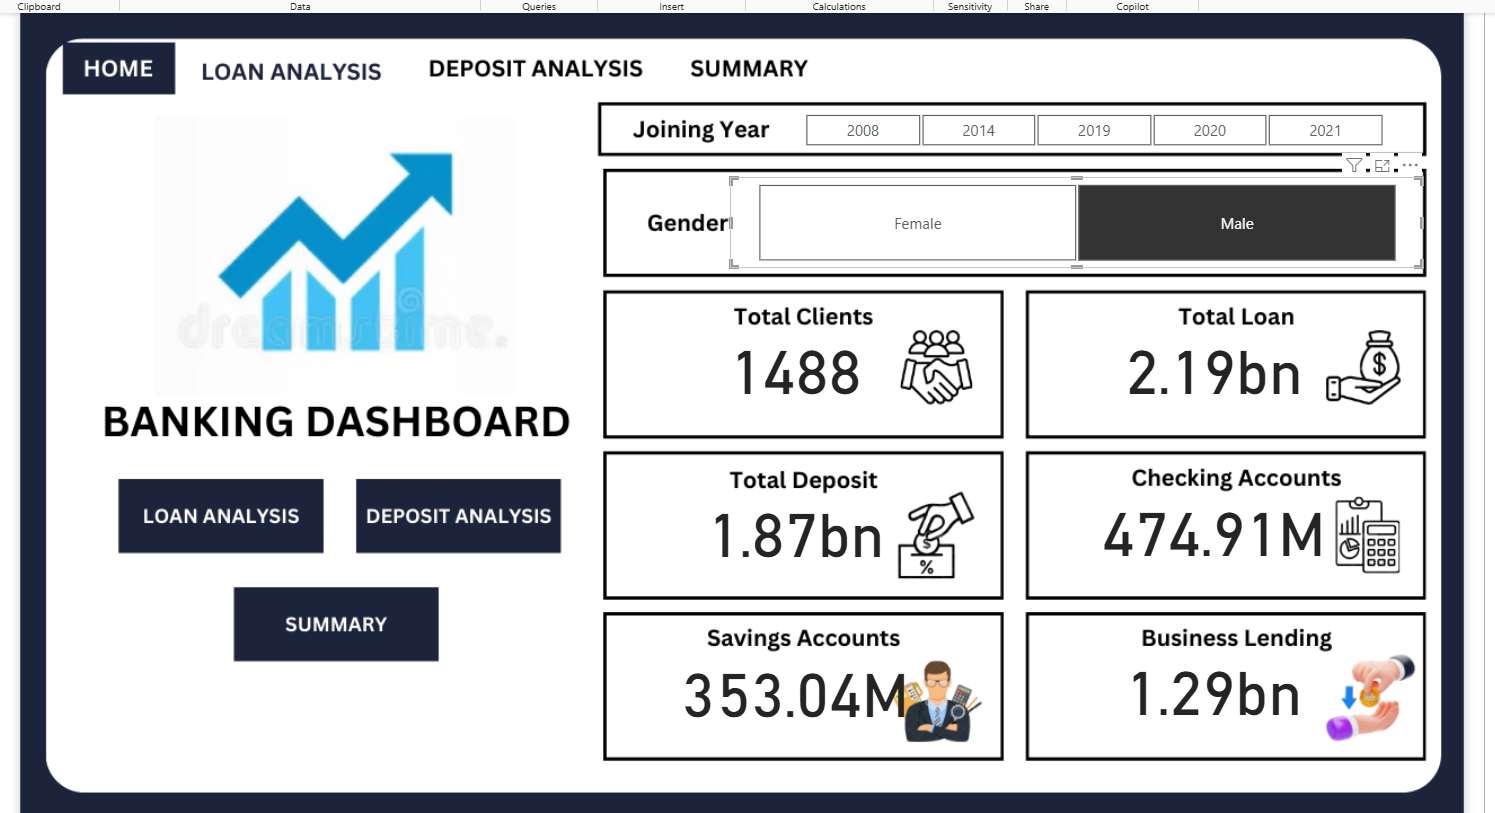 Clipboard Data Queries Insert Calculations Sensitivity Share Copilot
HOME LOAN ANALYSIS DEPOSIT ANALYSIS SUMMARY
Joining Year 2008 2014 2019 2020 2021
Gender Female Male
dreamstime.
BANKING DASHBOARD
LOAN ANALYSIS DEPOSIT ANALYSIS
SUMMARY
Total Clients
1488
Total Loan
2.19bn
$
Total Deposit
1.87bn
$
%
Checking Accounts
474.91M
Savings Accounts
353.04M
Business Lending
1.29bn